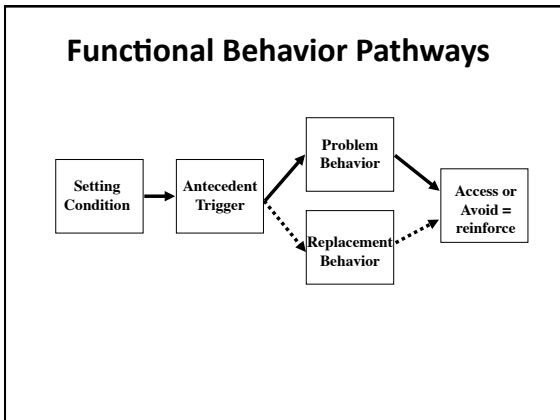 Functional Behavior Pathways
Setting
Condition
Antecedent
Trigger
Problem
Behavior
Replacement
Behavior
Access or
Avoid =
reinforce